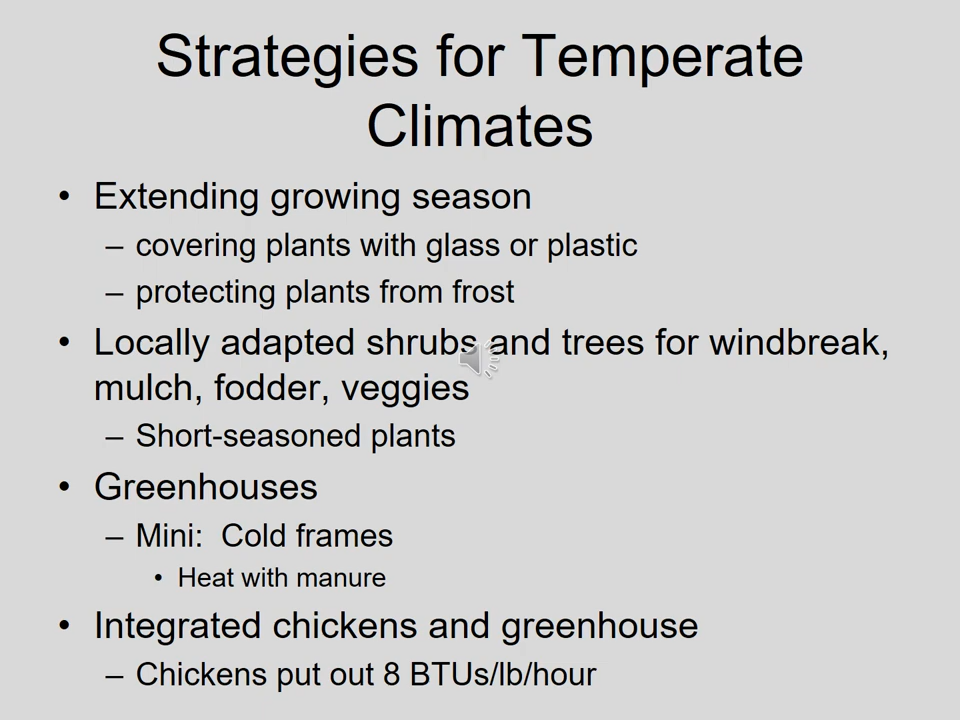 Strategies for Temperate
Climates
• Extending growing season
– covering plants with glass or plastic
– protecting plants from frost
• Locally adapted shrubs and trees for windbreak,
mulch, fodder, veggies
– Short-seasoned plants
• Greenhouses
– Mini:  Cold frames
• Heat with manure
• Integrated chickens and greenhouse
– Chickens put out 8 BTUs/lb/hour